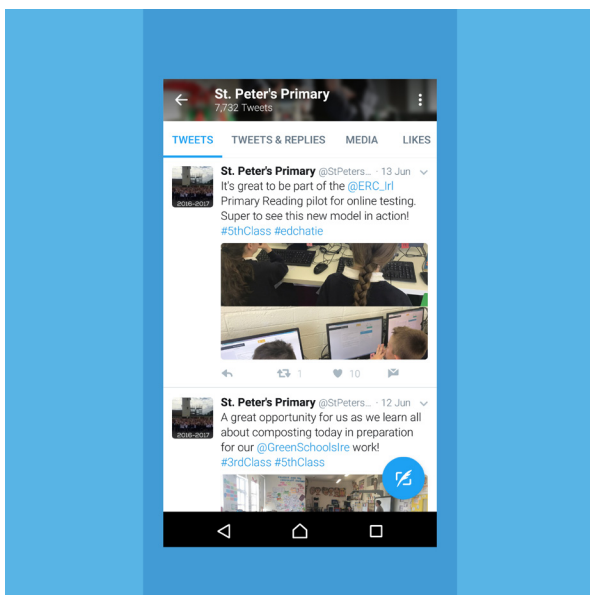 St. Peter's Primary
7,732 Tweets
TWEETS TWEETS & REPLIES MEDIA LIKES
St. Peter's Primary @StPeters... · 13 Jun
It's great to be part of the @ERC_Irl
Primary Reading pilot for online testing.
Super to see this new model in action!
#5thClass #edchatie
2016-2017
1 10
St. Peter's Primary @StPeters... · 12 Jun
A great opportunity for us as we learn all
about composting today in preparation
for our @GreenSchoolsIre work!
#3rdClass #5thClass
2016-2017